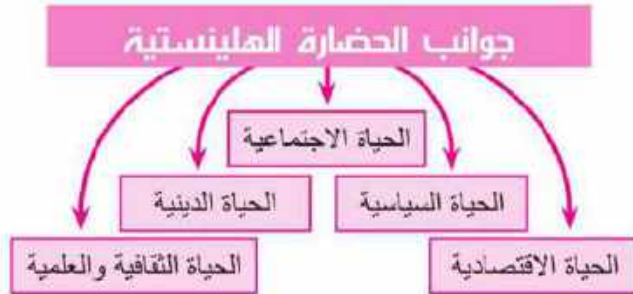 جوانب الحضارة الهلينستية
الحياة الاجتماعية
الحياة السياسية
الحياة الدينية
الحياة الاقتصادية
الحياة الثقافية والعلمية